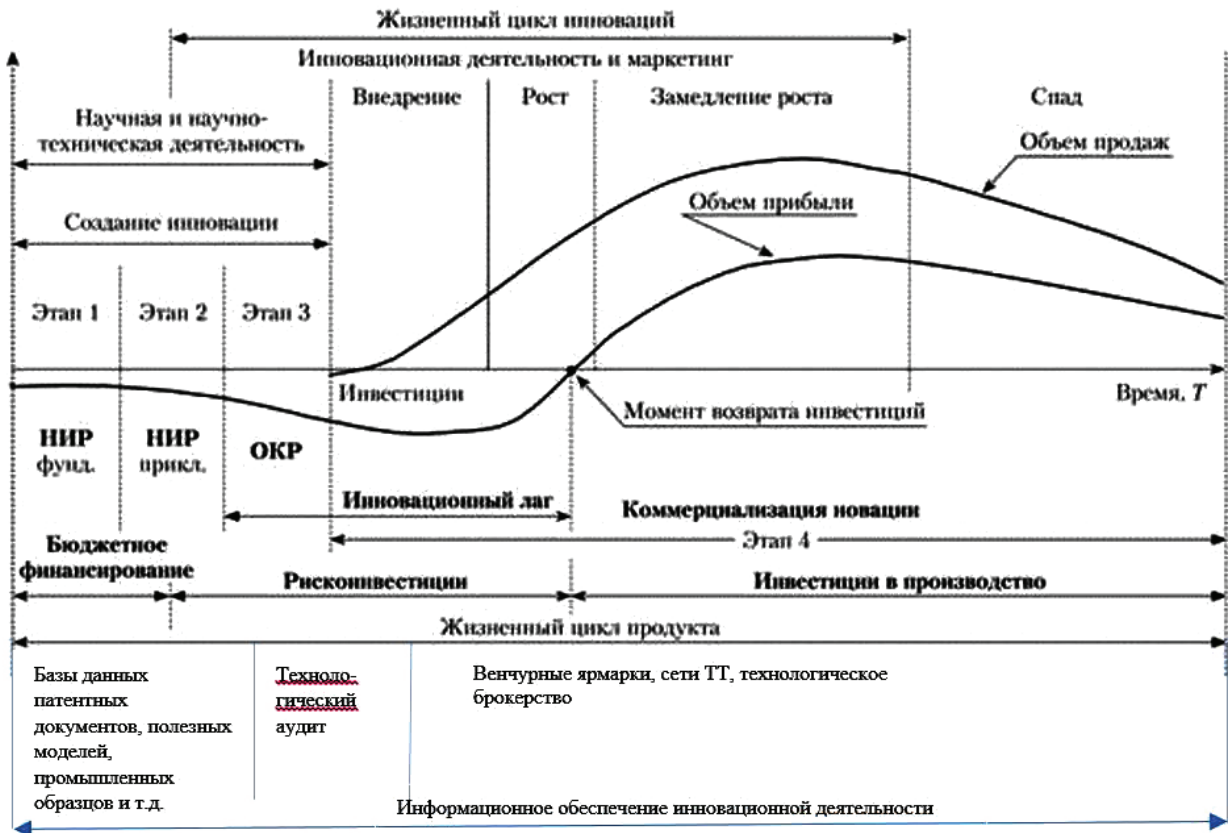 Жизненный цикл инноваций
Инновационная деятельность и маркетинг
Внедрение
Рост
Замедление роста
Спад
Научная и научно-
техническая деятельность
Объем продаж
Объем прибыли
Создание инновации
Этап 1
Этап 2
Этап 3
Инвестиции
Время, T
Момент возврата инвестиций
НИР
фунд.
НИР
прикл.
ОКР
Инновационный лаг
Коммерциализация новации
Этап 4
Бюджетное
финансирование
Рискоинвестиции
Инвестиции в производство
Жизненный цикл продукта
Базы данных
патентных
документов, полезных
моделей,
промышленных
образцов и т.д.
Техноло-
гический
аудит
Венчурные ярмарки, сети ТТ, технологическое
брокерство
Информационное обеспечение инновационной деятельности